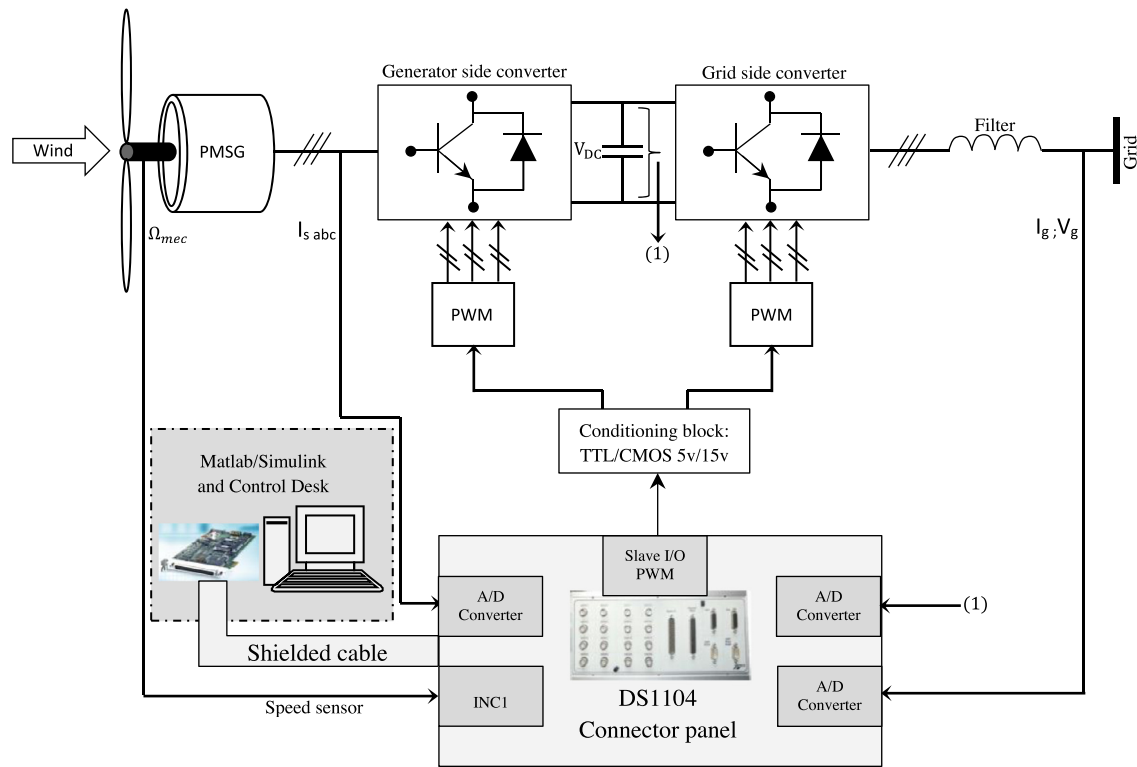 Generator side converter
Grid side converter
Wind
PMSG
V_DC
Filter
Grid
Ω_mec
I_s abc
(1)
I_g ; V_g
PWM
PWM
Conditioning block:
TTL/CMOS 5v/15v
Matlab/Simulink
and Control Desk
Slave I/O
PWM
A/D
Converter
A/D
Converter
(1)
Shielded cable
INC1
DS1104
Connector panel
A/D
Converter
Speed sensor